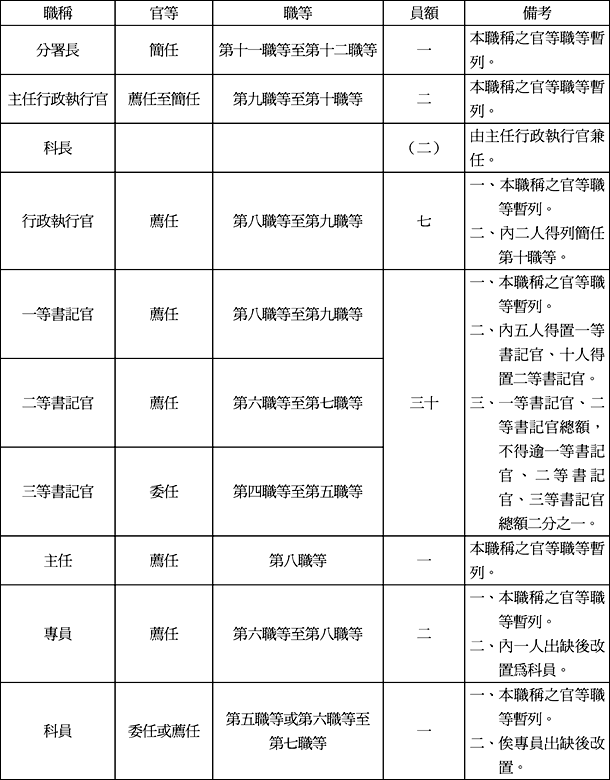 職稱 官等 職等 員額 備考
分署長 簡任 第十一職等至第十二職等 一 本職稱之官等職等暫
列。
主任行政執行官 薦任至簡任 第九職等至第十職等 二 本職稱之官等職等暫
列。
科長 （二） 由主任行政執行官兼
任。
行政執行官 薦任 第八職等至第九職等 七 一、本職稱之官等職
等暫列。
二、內二人得列簡任
第十職等。
一等書記官 薦任 第八職等至第九職等
二等書記官 薦任 第六職等至第七職等
三等書記官 委任 第四職等至第五職等
三十
一、本職稱之官等職
等暫列。
二、內五人得置一等
書記官、十人得
置二等書記官。
三、一等書記官、二
等書記官總額，
不得逾一等書記
官、二等書記
官、三等書記官
總額二分之一。
主任 薦任 第八職等 一 本職稱之官等職等暫
列。
專員 薦任 第六職等至第八職等 二 一、本職稱之官等職
等暫列。
二、內一人出缺後改
置為科員。
科員 委任或薦任 第五職等或第六職等至
第七職等 一 一、本職稱之官等職
等暫列。
二、俟專員出缺後改
置。